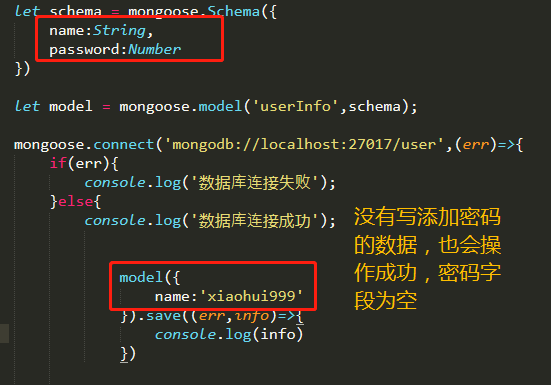 let schema = mongoose.Schema({
name:String,
password:Number
})
let model = mongoose.model('userInfo',schema);
mongoose.connect('mongodb://localhost:27017/user',(err)=>{
if(err){
console.log('数据库连接失败');
}else{
console.log('数据库连接成功');
model({
name:'xiaohui999'
}).save((err,info)=>{
console.log(info)
})
没有写添加密码
的数据，也会操
作成功，密码字
段为空